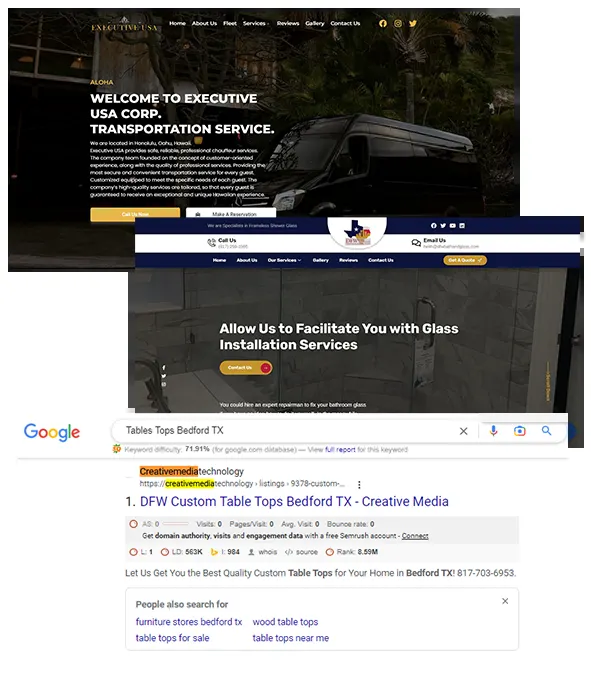 EXECUTIVE USA
Home About Us Fleet Services Reviews Gallery Contact Us
ALOHA
WELCOME TO EXECUTIVE
USA CORP.
TRANSPORTATION SERVICE.
We are located in Honolulu, Oahu, Hawaii.
Executive USA provides safe, reliable, professional chauffeur services.
The company team founded on the concept of customer-oriented
experience, along with the quality of professional services. Providing the
most secure and convenient transportation service for every guest.
Customized equipped to meet the specific needs of each guest. The
company's high-quality services are tailored, so that every guest is
guaranteed to receive an exceptional and unique Hawaiian experience.
Call Us Now Make A Reservation
We are Specialists in Frameless Shower Glass
Call Us
Email Us
DFW
Home About Us Our Services Gallery Reviews Contact Us Get A Quote
Allow Us to Facilitate You with Glass
Installation Services
Contact Us
You could hire an expert repairman to fix your bathroom glass
Google
Tables Tops Bedford TX
Keyword difficulty: 71.91% (for google.com database) — View full report for this keyword
Creativemediatechnology
https://creativemediatechnology › listings › 9378-custom-...
1. DFW Custom Table Tops Bedford TX - Creative Media
AS: 0 Visits: 0 Pages/Visit: 0 Avg. Visit: 0 Bounce rate: 0
Get domain authority, visits and engagement data with a free Semrush account - Connect
L: 1 LD: 563K I: 984 whois source Rank: 8.59M
Let Us Get You the Best Quality Custom Table Tops for Your Home in Bedford TX! 817-703-6953.
People also search for
furniture stores bedford tx wood table tops
table tops for sale table tops near me